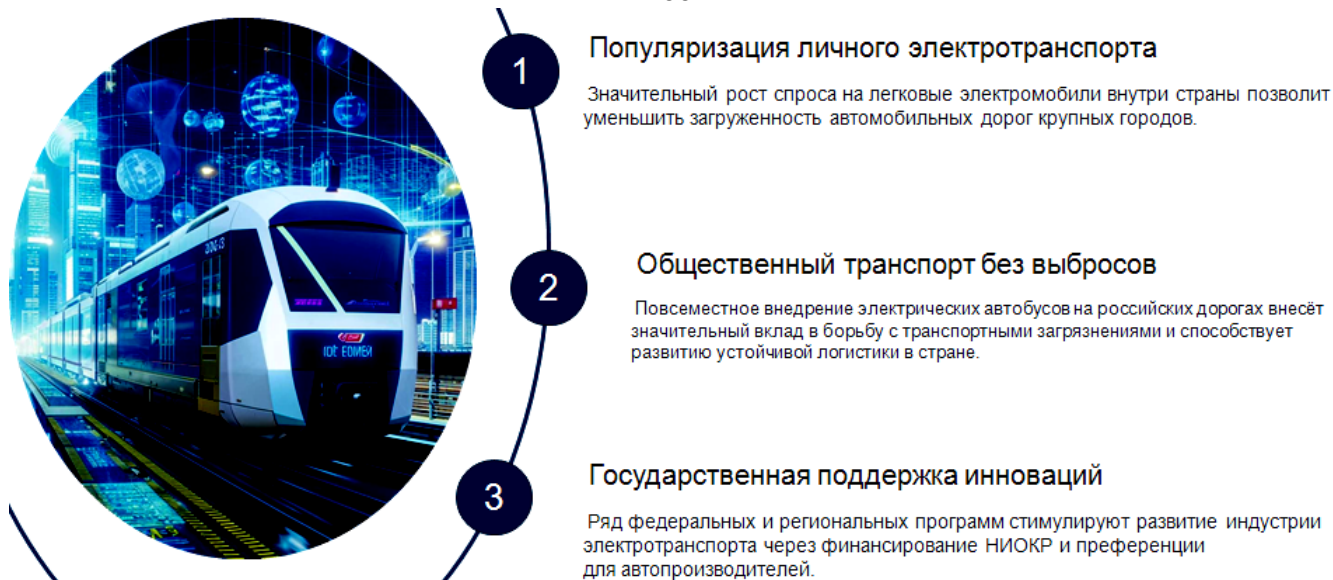 1
Популяризация личного электротранспорта
Значительный рост спроса на легковые электромобили внутри страны позволит
уменьшить загруженность автомобильных дорог крупных городов.
2
Общественный транспорт без выбросов
Повсеместное внедрение электрических автобусов на российских дорогах внесёт
значительный вклад в борьбу с транспортными загрязнениями и способствует
развитию устойчивой логистики в стране.
3
Государственная поддержка инноваций
Ряд федеральных и региональных программ стимулируют развитие индустрии
электротранспорта через финансирование НИОКР и преференции
для автопроизводителей.